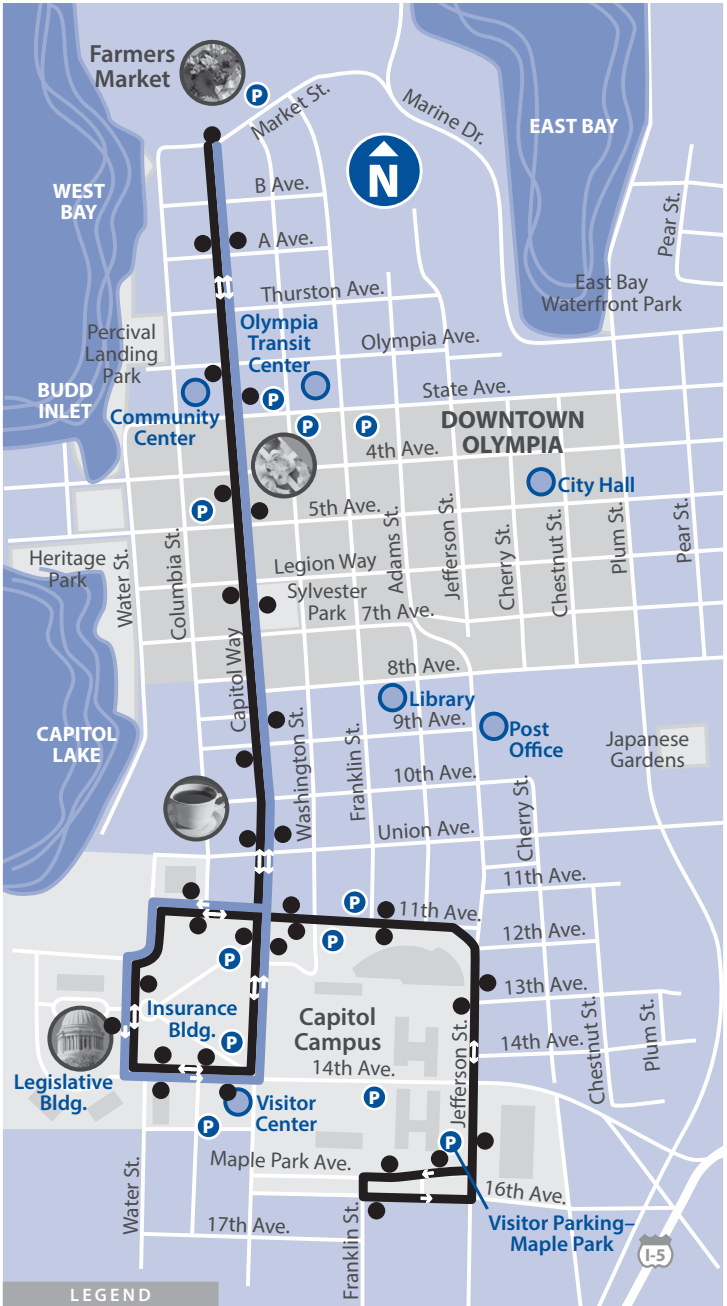 Farmers
Market
P
Market St.
Marine Dr.
EAST BAY
N
WEST
BAY
B Ave.
A Ave.
Pear St.
Thurston Ave.
East Bay
Waterfront Park
Percival
Landing
Park
Olympia
Transit
Center
Olympia Ave.
BUDD
INLET
State Ave.
P
Community
Center
P
P
DOWNTOWN
OLYMPIA
4th Ave.
City Hall
P
5th Ave.
Adams St.
Jefferson St.
Cherry St.
Chestnut St.
Plum St.
Pear St.
Heritage
Park
Water St.
Columbia St.
Legion Way
Sylvester
Park
7th Ave.
Capitol Way
8th Ave.
Library
9th Ave.
Post
Office
CAPITOL
LAKE
Washington St.
Franklin St.
Japanese
Gardens
10th Ave.
Cherry St.
Union Ave.
11th Ave.
P
11th Ave.
12th Ave.
P
P
13th Ave.
Insurance
Bldg.
Capitol
Campus
Jefferson St.
Chestnut St.
Plum St.
P
14th Ave.
14th Ave.
Legislative
Bldg.
P
Visitor
Center
P
P
Maple Park Ave.
16th Ave.
Water St.
17th Ave.
Franklin St.
Visitor Parking–
Maple Park
I-5
LEGEND